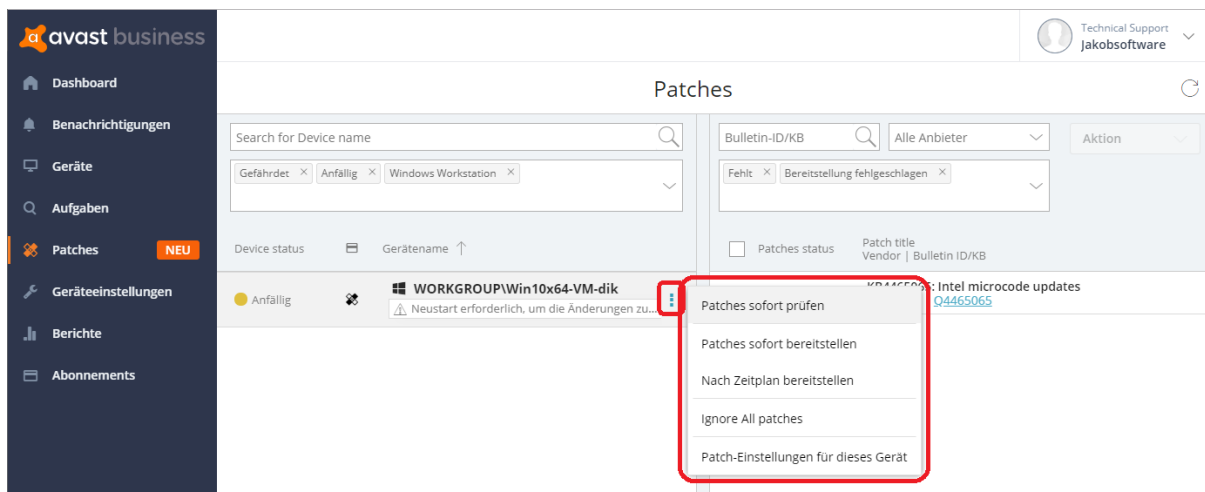 avast business
Technical Support
Jakobsoftware
Dashboard
Benachrichtigungen
Geräte
Aufgaben
Patches NEU
Geräteeinstellungen
Berichte
Abonnements
Patches
Search for Device name
Gefährdet × Anfällig × Windows Workstation ×
Device status Gerätename ↑
Anfällig
WORKGROUP\Win10x64-VM-dik
Neustart erforderlich, um die Änderungen zu...
Bulletin-ID/KB Alle Anbieter Aktion
Fehlt × Bereitstellung fehlgeschlagen ×
Patches status
Patch title
Vendor | Bulletin ID/KB
KB4465065: Intel microcode updates
Q4465065
Patches sofort prüfen
Patches sofort bereitstellen
Nach Zeitplan bereitstellen
Ignore All patches
Patch-Einstellungen für dieses Gerät